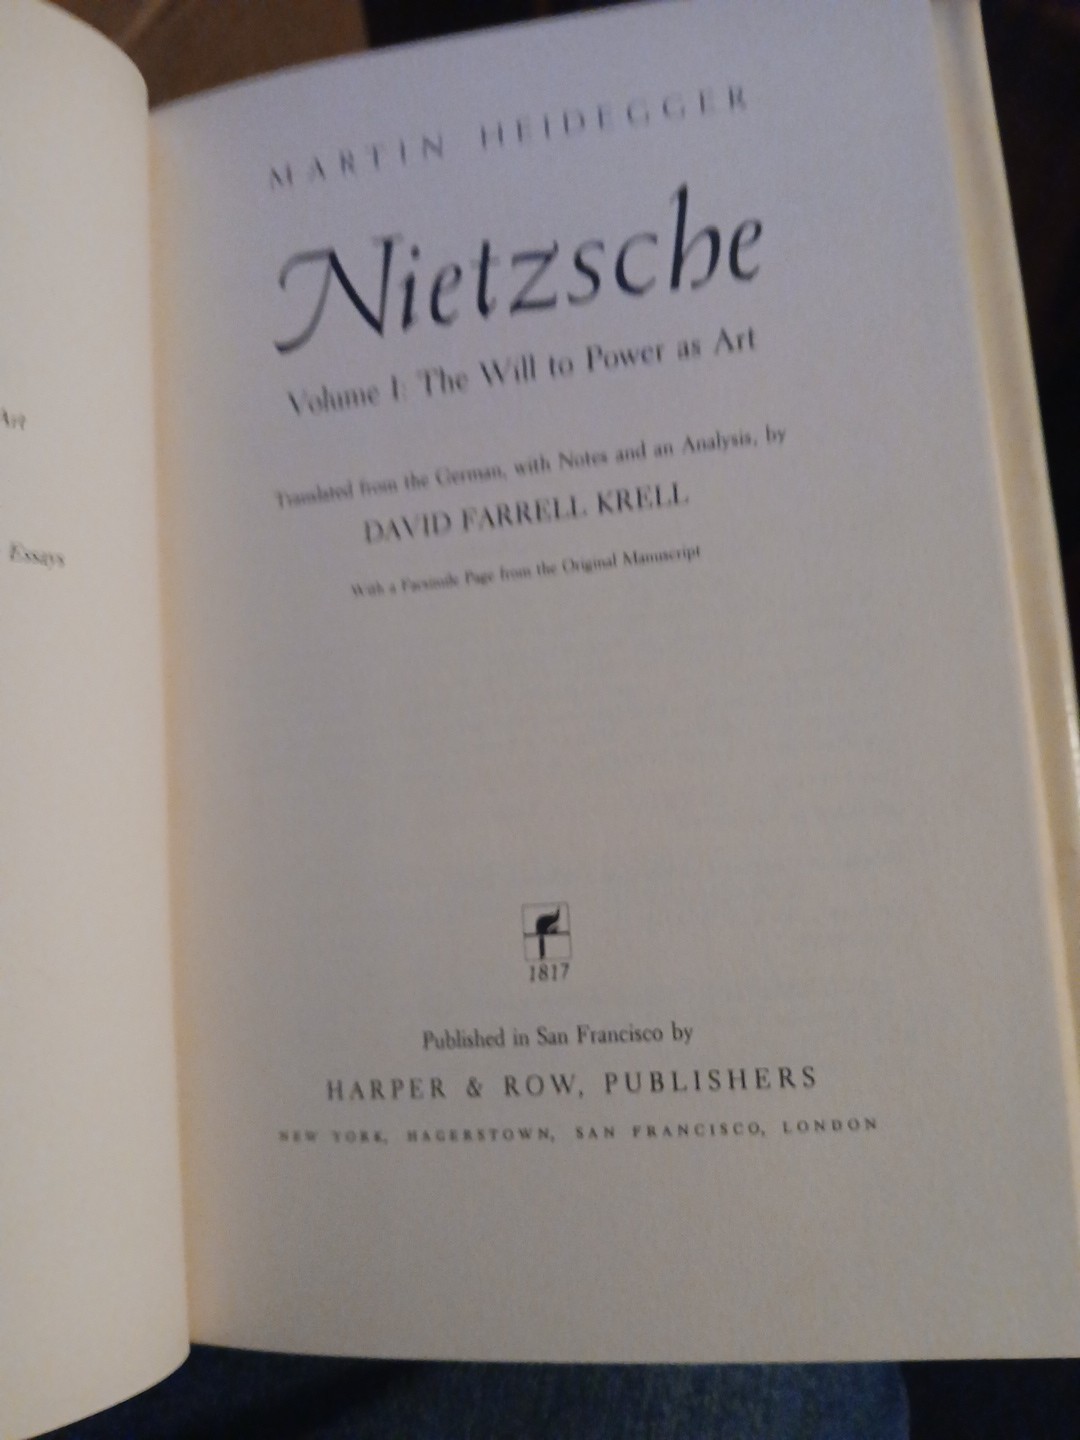 Art
Essays
MARTIN HEIDEGGER
Nietzsche
Volume I: The Will to Power as Art
Translated from the German, with Notes and an Analysis, by
DAVID FARRELL KRELL
With a Facsimile Page from the Original Manuscript
1817
Published in San Francisco by
HARPER & ROW, PUBLISHERS
NEW YORK, HAGERSTOWN, SAN FRANCISCO, LONDON